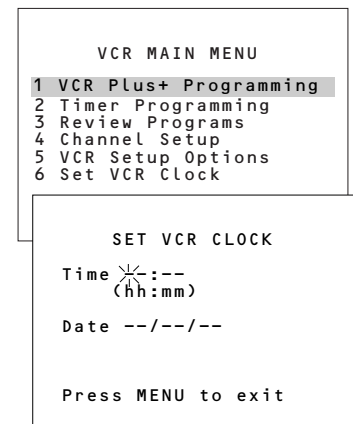 VCR MAIN MENU
1 VCR Plus+ Programming
2 Timer Programming
3 Review Programs
4 Channel Setup
5 VCR Setup Options
6 Set VCR Clock
SET VCR CLOCK
Time --:--
(hh:mm)
Date --/--/--
Press MENU to exit